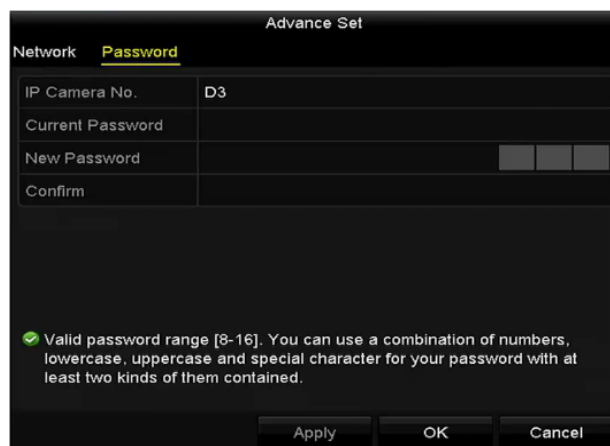 Advance Set
Network Password
IP Camera No. D3
Current Password
New Password
Confirm
Valid password range [8-16]. You can use a combination of numbers,
lowercase, uppercase and special character for your password with at
least two kinds of them contained.
Apply OK Cancel